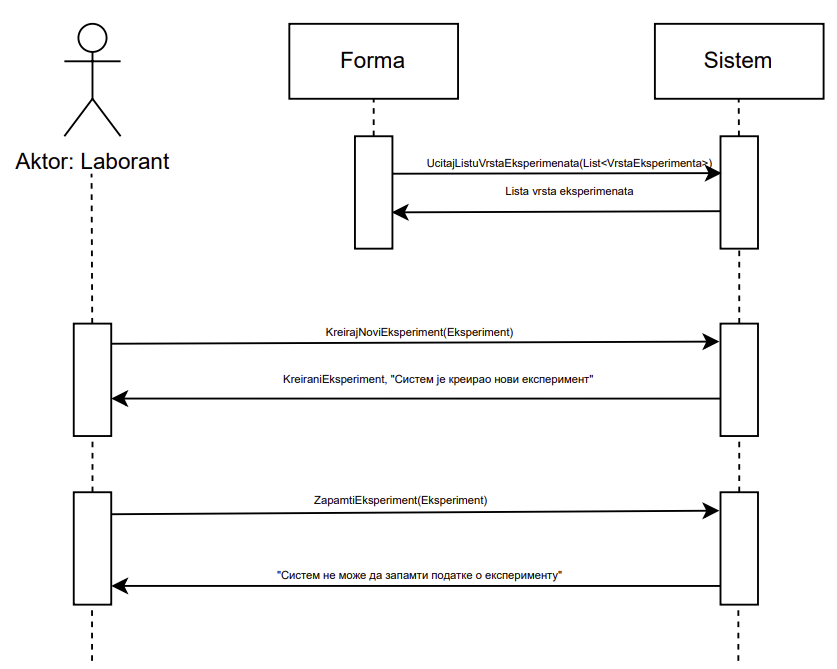 Forma
Sistem
Aktor: Laborant
UcitajListuVrstaEksperimenata(List<VrstaEksperimenta>)
Lista vrsta eksperimenata
KreirajNoviEksperiment(Eksperiment)
KreiraniEksperiment, "Систем је креирао нови експеримент"
ZapamtiEksperiment(Eksperiment)
"Систем не може да запамти податке о експерименту"